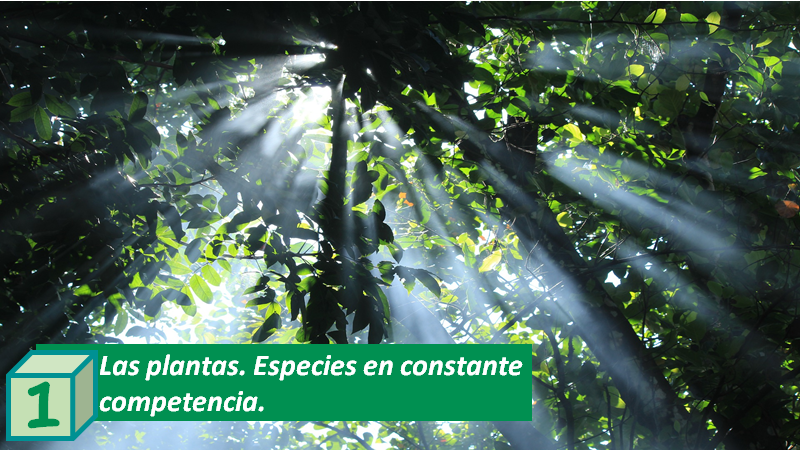 1
Las plantas. Especies en constante
competencia.